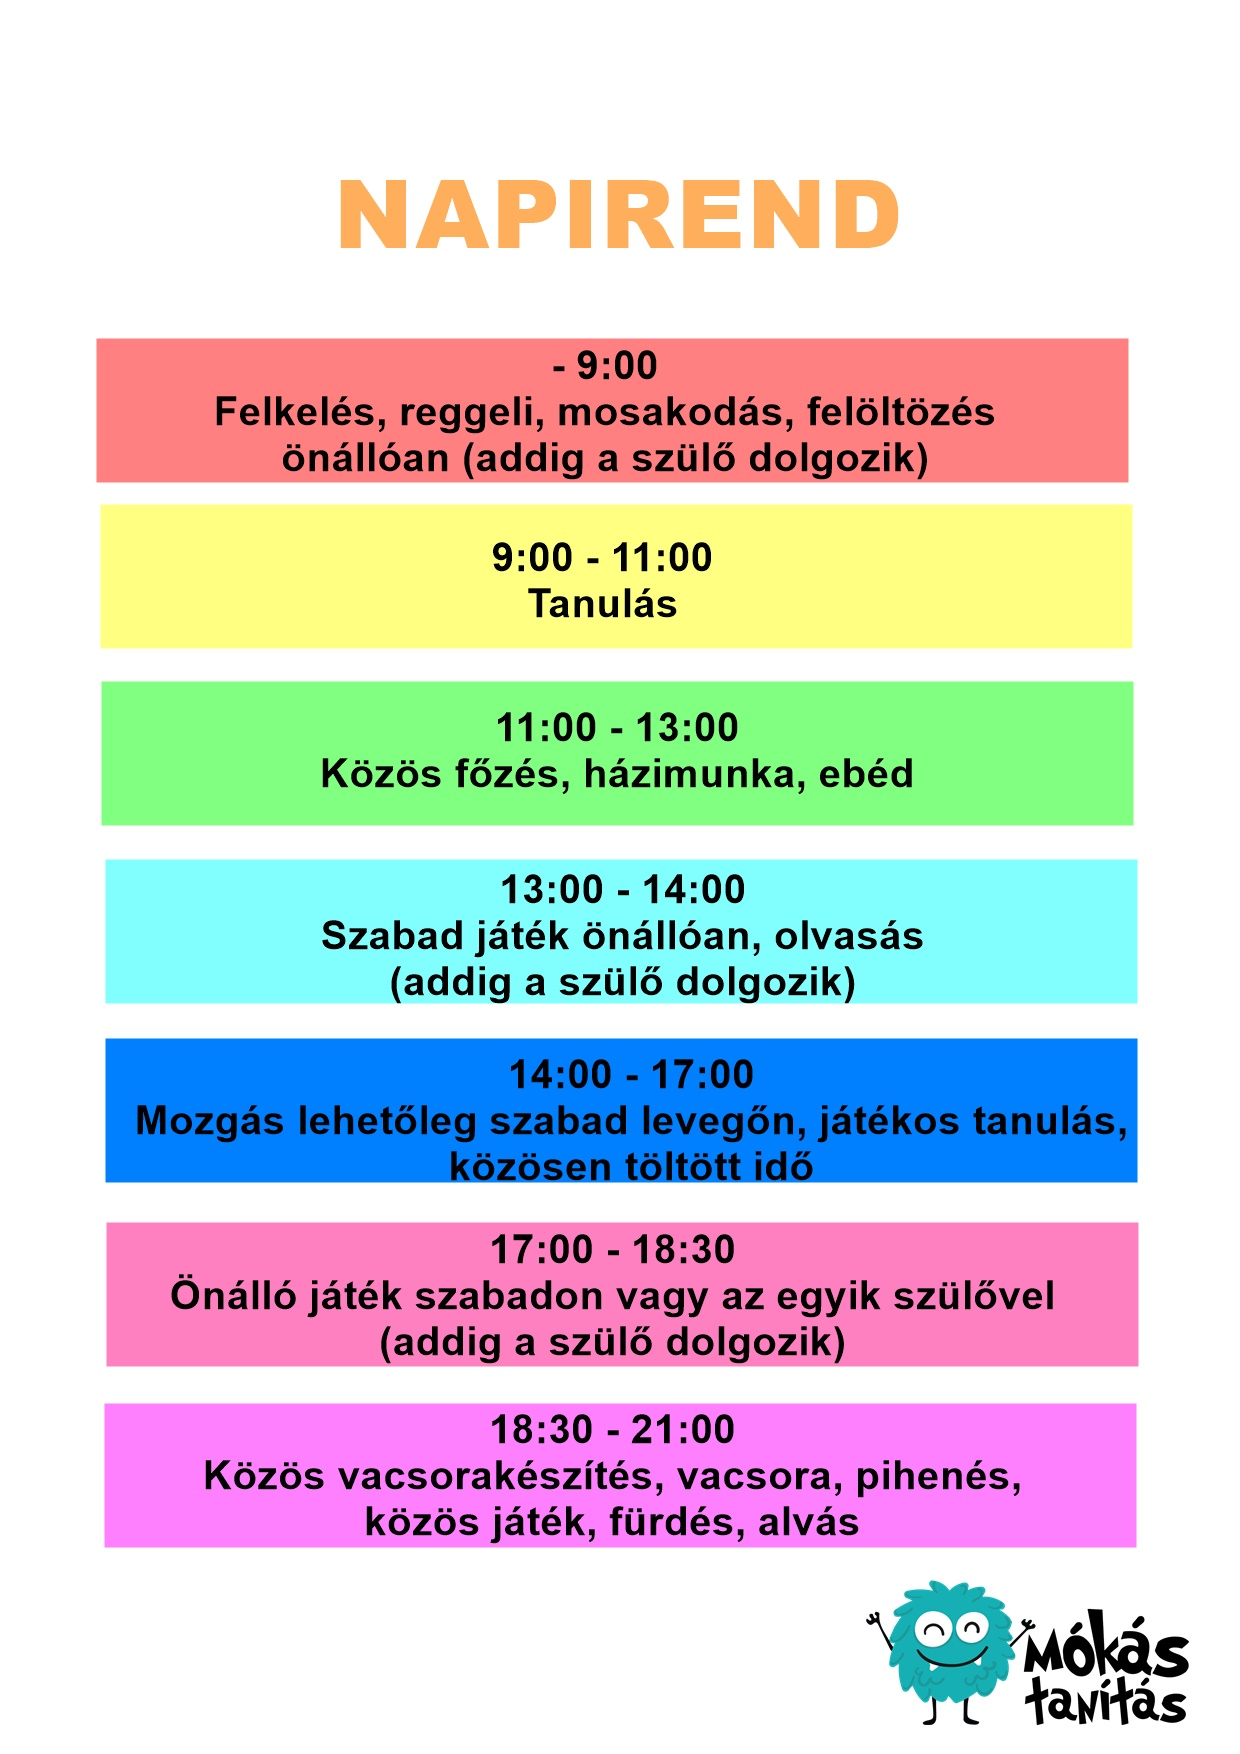 NAPIREND
- 9:00
Felkelés, reggeli, mosakodás, felöltözés
önállóan (addig a szülő dolgozik)
9:00 - 11:00
Tanulás
11:00 - 13:00
Közös főzés, házimunka, ebéd
13:00 - 14:00
Szabad játék önállóan, olvasás
(addig a szülő dolgozik)
14:00 - 17:00
Mozgás lehetőleg szabad levegőn, játékos tanulás,
közösen töltött idő
17:00 - 18:30
Önálló játék szabadon vagy az egyik szülővel
(addig a szülő dolgozik)
18:30 - 21:00
Közös vacsorakészítés, vacsora, pihenés,
közös játék, fürdés, alvás
Mókás
tanítás